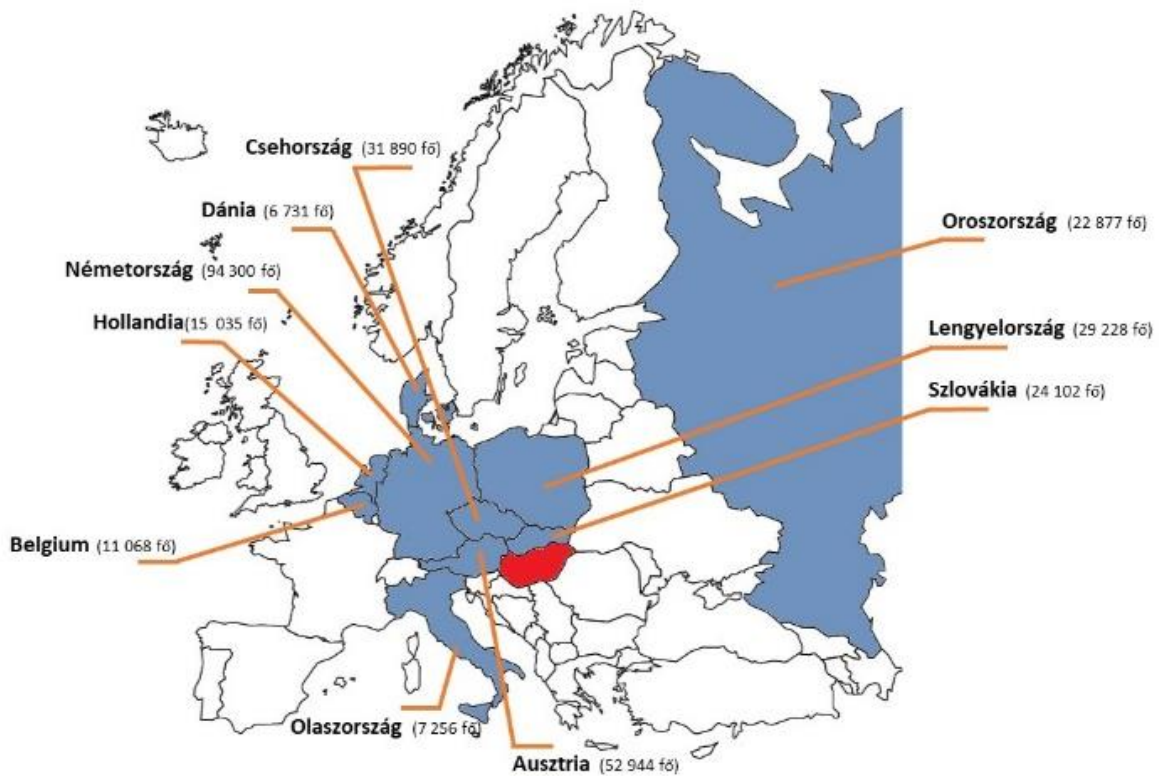 Csehország (31 890 fő)
Dánia (6 731 fő)
Németország (94 300 fő)
Hollandia(15 035 fő)
Belgium (11 068 fő)
Olaszország (7 256 fő)
Ausztria (52 944 fő)
Oroszország (22 877 fő)
Lengyelország (29 228 fő)
Szlovákia (24 102 fő)